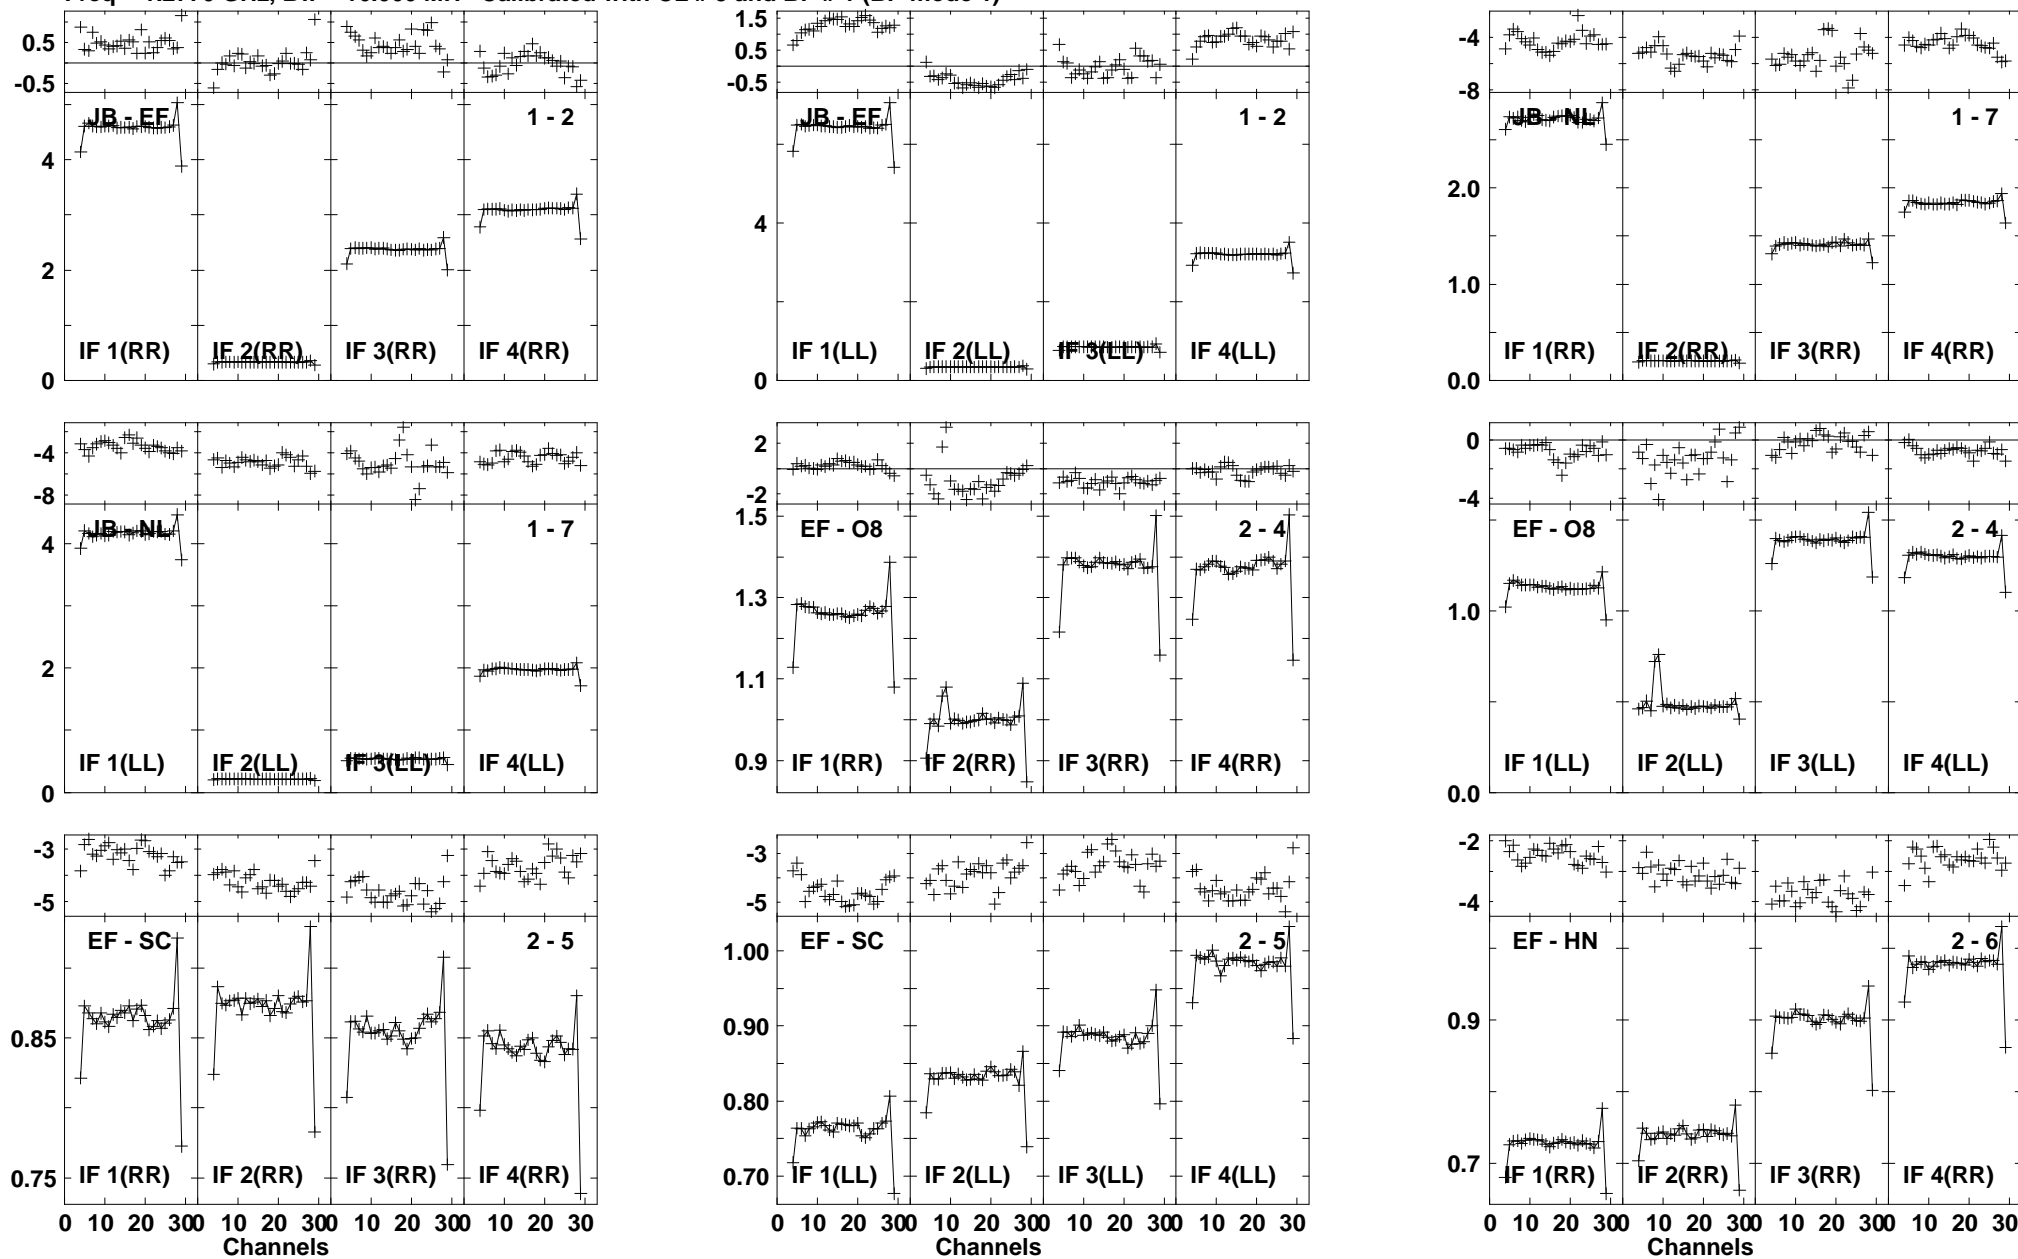 Calibrated with and
0.5
-0.5
4
2
0
JB - EF
1 - 2
IF 1(RR)
IF 2(RR)
IF 3(RR)
IF 4(RR)
1.5
0.5
-0.5
4
0
JB - EF
1 - 2
IF 1(LL)
IF 2(LL)
IF 3(LL)
IF 4(LL)
-4
-8
2.0
1.0
0.0
JB - NL
1 - 7
IF 1(RR)
IF 2(RR)
IF 3(RR)
IF 4(RR)
-4
-8
4
2
0
JB - NL
1 - 7
IF 1(LL)
IF 2(LL)
IF 3(LL)
IF 4(LL)
2
-2
1.5
1.3
1.1
0.9
EF - O8
2 - 4
IF 1(RR)
IF 2(RR)
IF 3(RR)
IF 4(RR)
0
-4
1.0
0.0
EF - O8
2 - 4
IF 1(LL)
IF 2(LL)
IF 3(LL)
IF 4(LL)
-3
-5
0.85
0.75
EF - SC
2 - 5
IF 1(RR)
IF 2(RR)
IF 3(RR)
IF 4(RR)
0 10 20 30 0 10 20 30 0 10 20 30 0 10 20 30
Channels
-3
-5
1.00
0.90
0.80
0.70
EF - SC
2 - 5
IF 1(LL)
IF 2(LL)
IF 3(LL)
IF 4(LL)
0 10 20 30 0 10 20 30 0 10 20 30 0 10 20 30
Channels
-2
-4
0.9
0.7
EF - HN
2 - 6
IF 1(RR)
IF 2(RR)
IF 3(RR)
IF 4(RR)
0 10 20 30 0 10 20 30 0 10 20 30 0 10 20 30
Channels